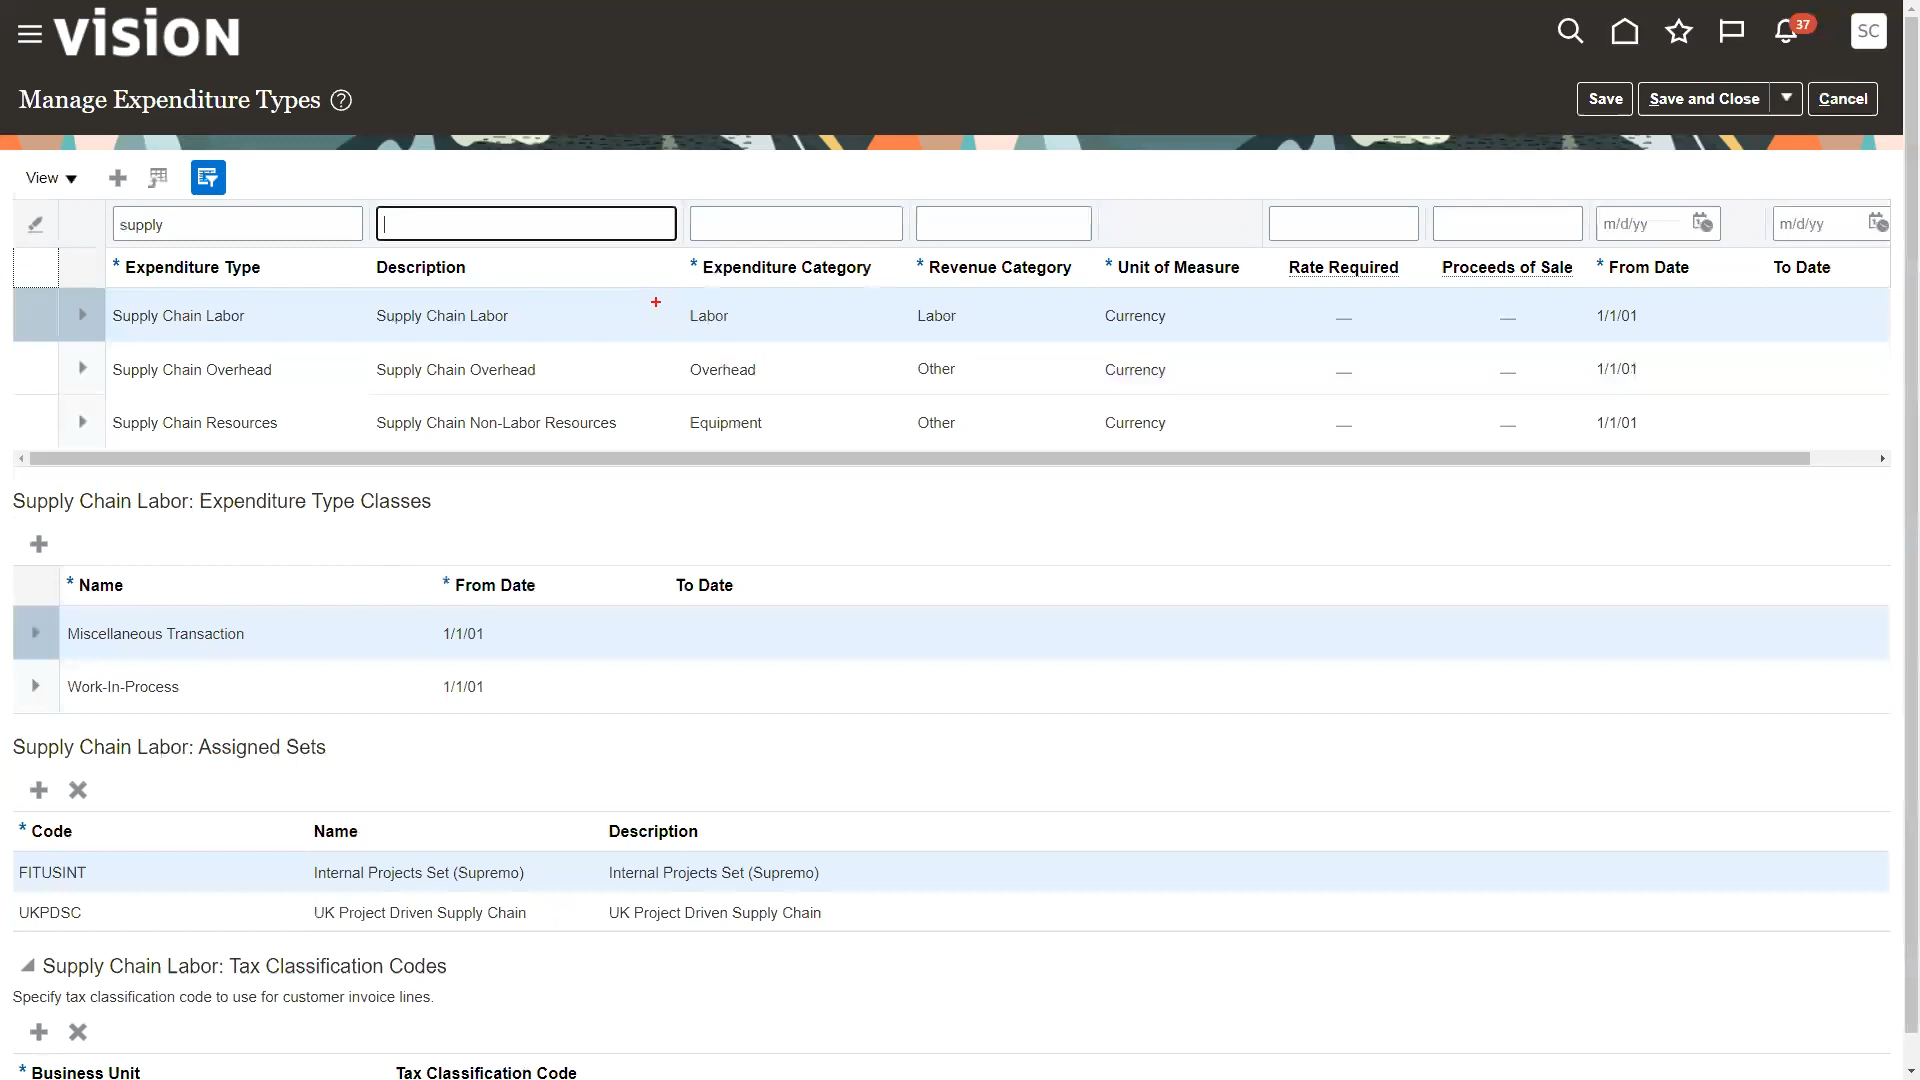 vision
37
SC
Manage Expenditure Types ?
Save Save and Close Cancel
View
supply m/d/yy m/d/yy
* Expenditure Type Description * Expenditure Category * Revenue Category * Unit of Measure Rate Required Proceeds of Sale * From Date To Date
Supply Chain Labor Supply Chain Labor Labor Labor Currency — — 1/1/01
Supply Chain Overhead Supply Chain Overhead Overhead Other Currency — — 1/1/01
Supply Chain Resources Supply Chain Non-Labor Resources Equipment Other Currency — — 1/1/01
Supply Chain Labor: Expenditure Type Classes
* Name * From Date To Date
Miscellaneous Transaction 1/1/01
Work-In-Process 1/1/01
Supply Chain Labor: Assigned Sets
* Code Name Description
FITUSINT Internal Projects Set (Supremo) Internal Projects Set (Supremo)
UKPDSC UK Project Driven Supply Chain UK Project Driven Supply Chain
Supply Chain Labor: Tax Classification Codes
Specify tax classification code to use for customer invoice lines.
* Business Unit Tax Classification Code